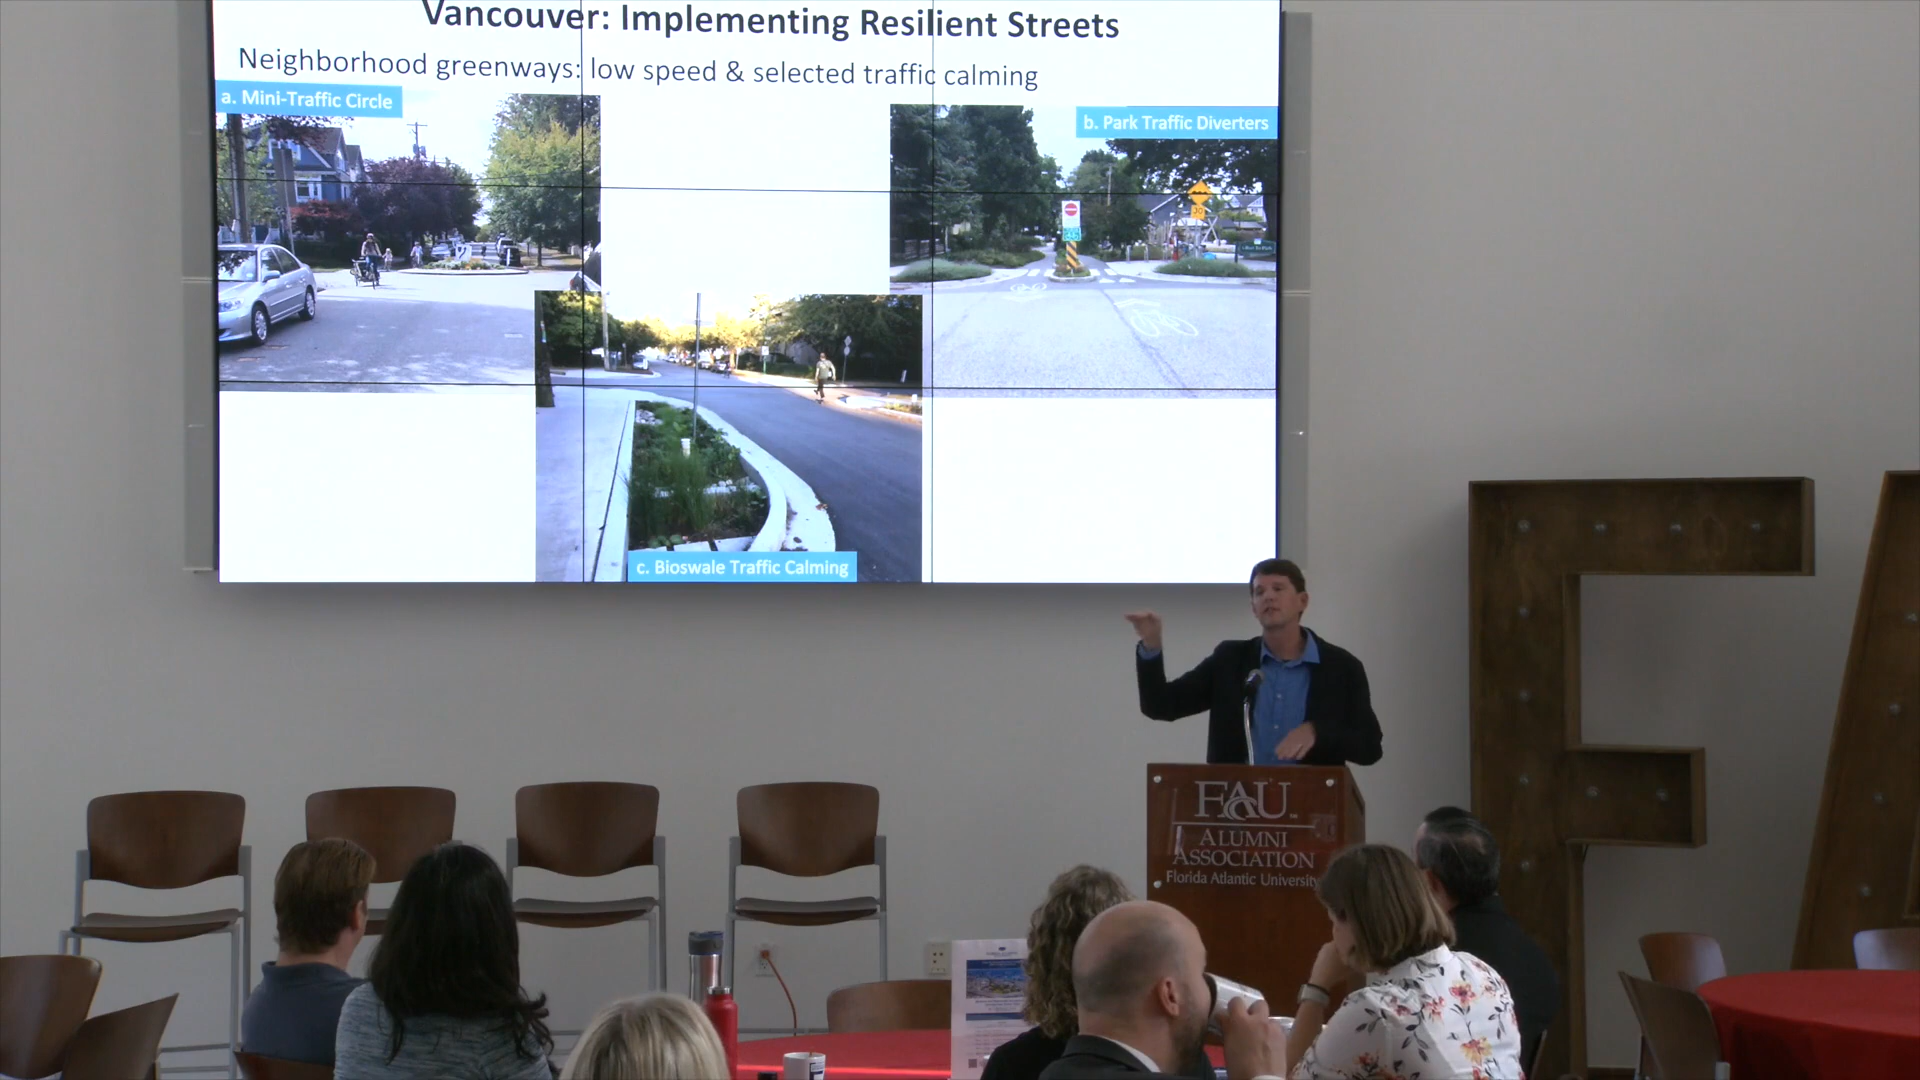 Vancouver: Implementing Resilient Streets
Neighborhood greenways: low speed & selected traffic calming
a. Mini-Traffic Circle
b. Park Traffic Diverters
30
c. Bioswale Traffic Calming
FAU
ALUMNI
ASSOCIATION
Florida Atlantic University